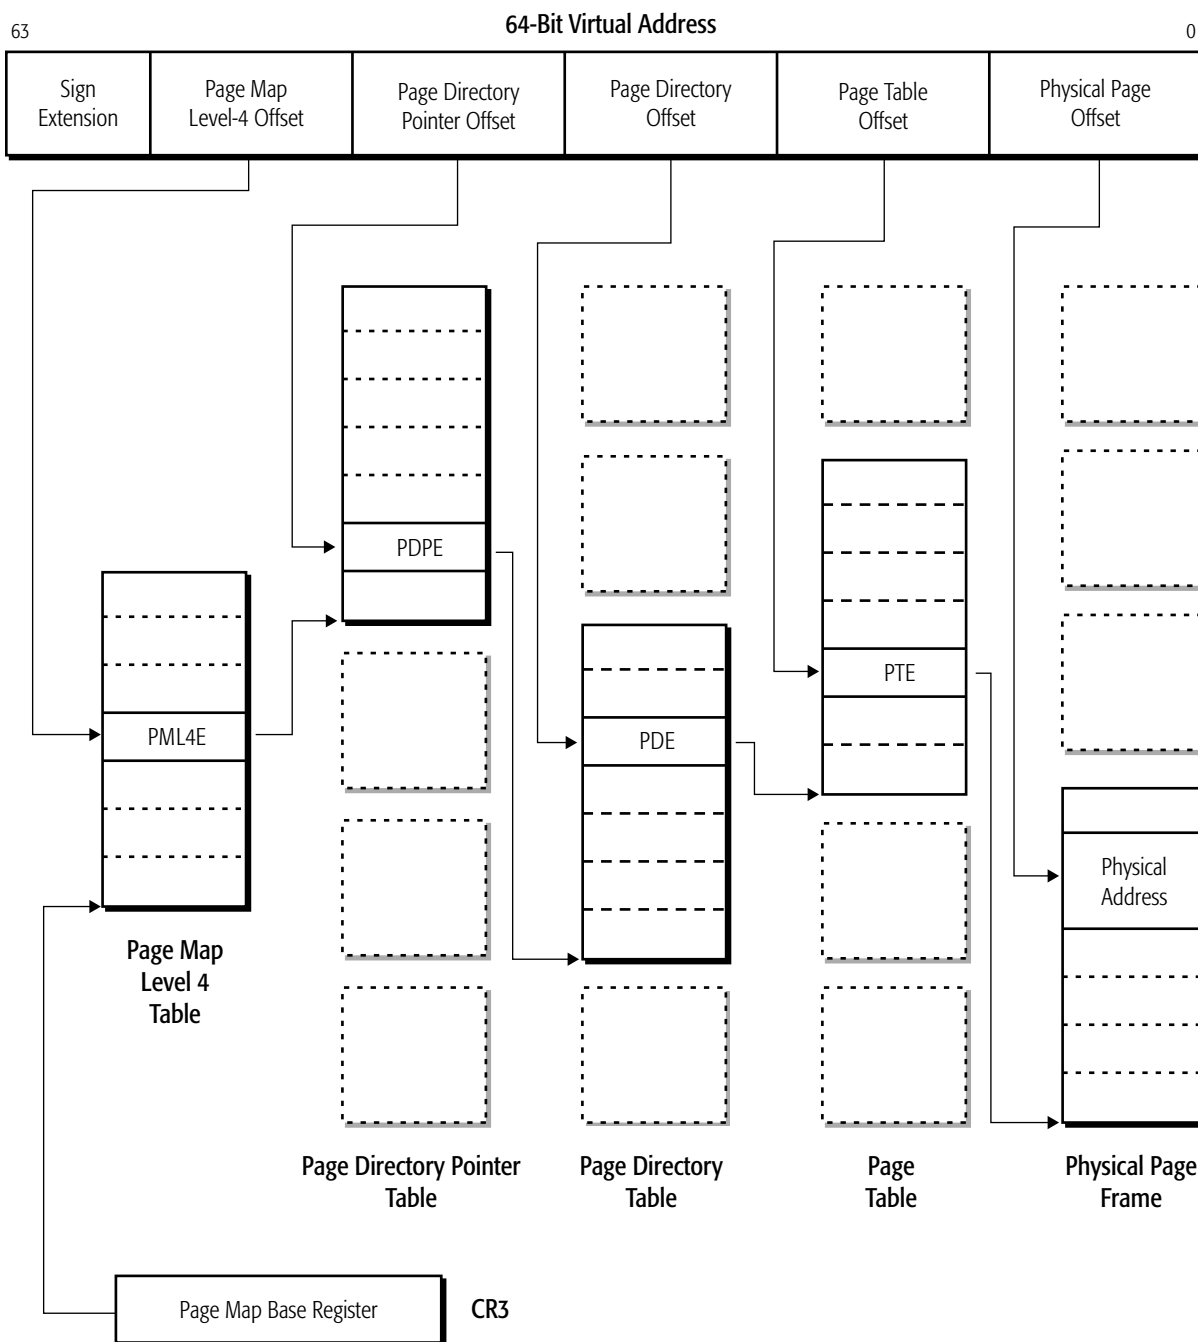 64-Bit Virtual Address
63
0
Sign
Extension
Page Map
Level-4 Offset
Page Directory
Pointer Offset
Page Directory
Offset
Page Table
Offset
Physical Page
Offset
PDPE
PTE
PML4E
PDE
Physical
Address
Page Map
Level 4
Table
Page Directory Pointer
Table
Page Directory
Table
Page
Table
Physical Page
Frame
Page Map Base Register
CR3